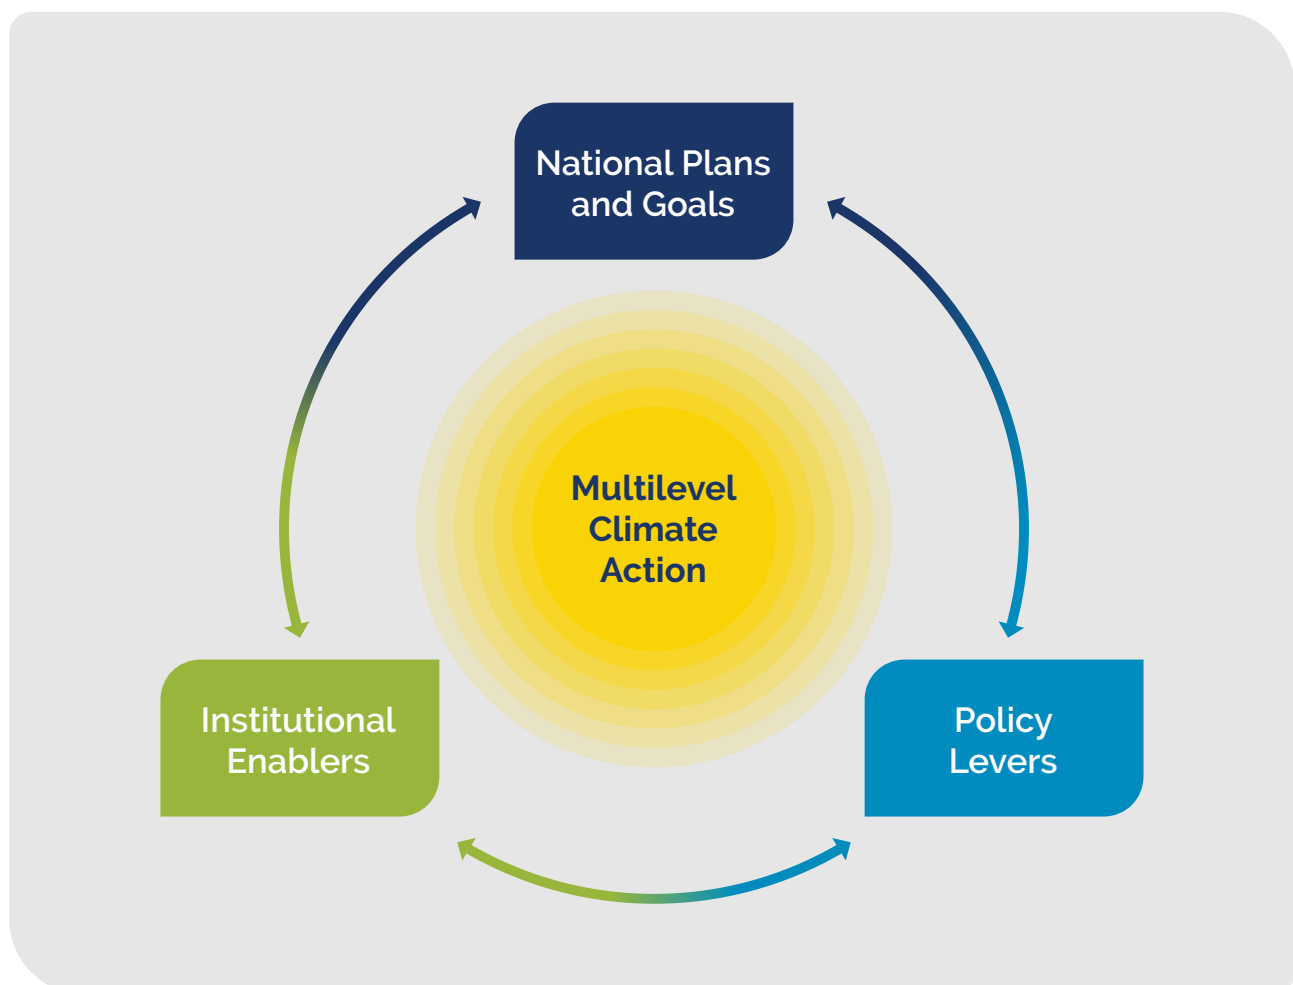 National Plans
and Goals
Multilevel
Climate
Action
Institutional
Enablers
Policy
Levers